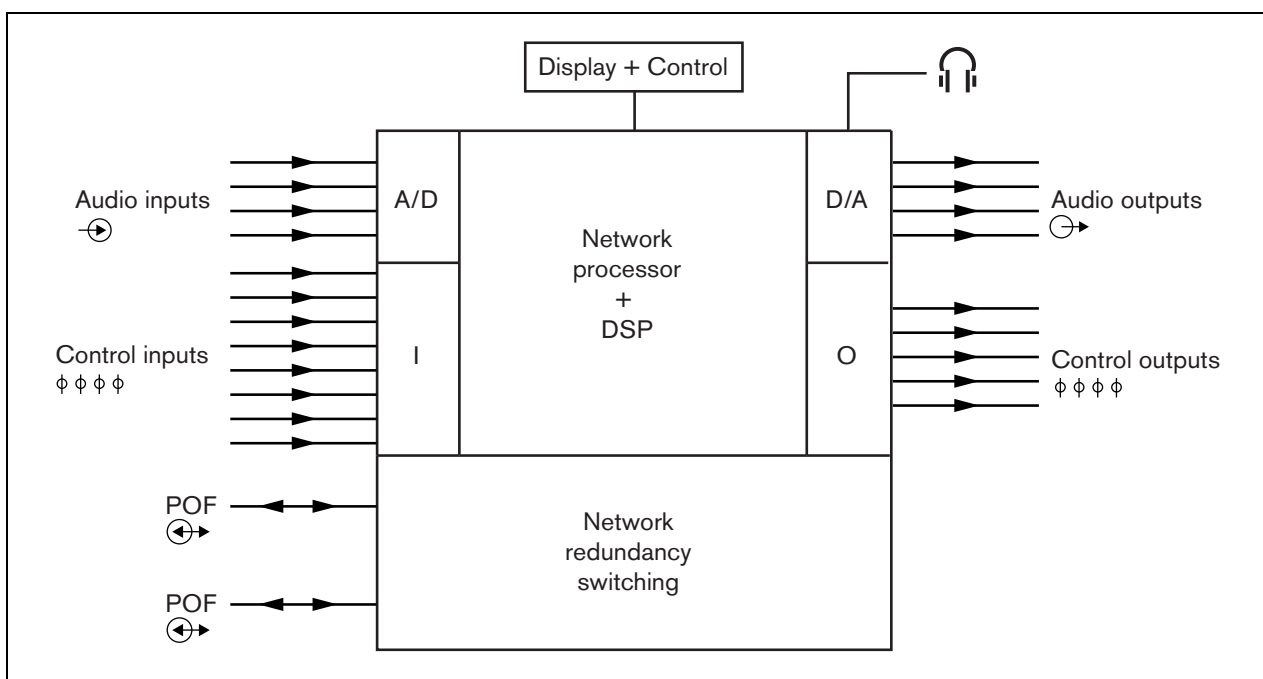 Display + Control
Audio inputs
A/D
Network
processor
+
DSP
D/A
Audio outputs
Control inputs
I
O
Control outputs
POF
POF
Network
redundancy
switching